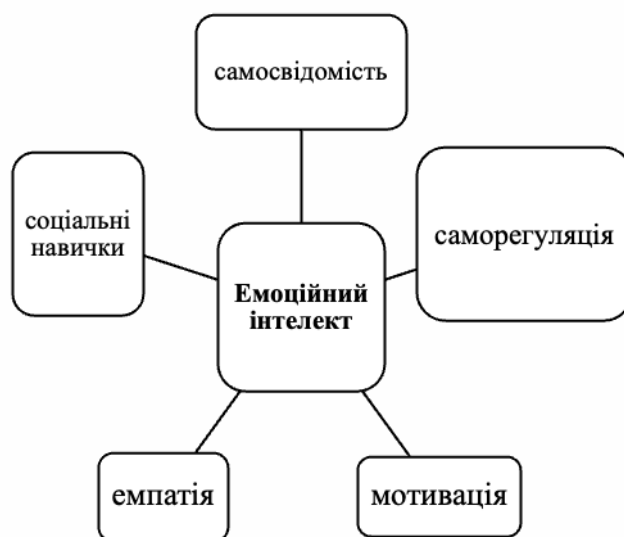 самосвідомість
соціальні
навички
саморегуляція
Емоційний
інтелект
емпатія
мотивація